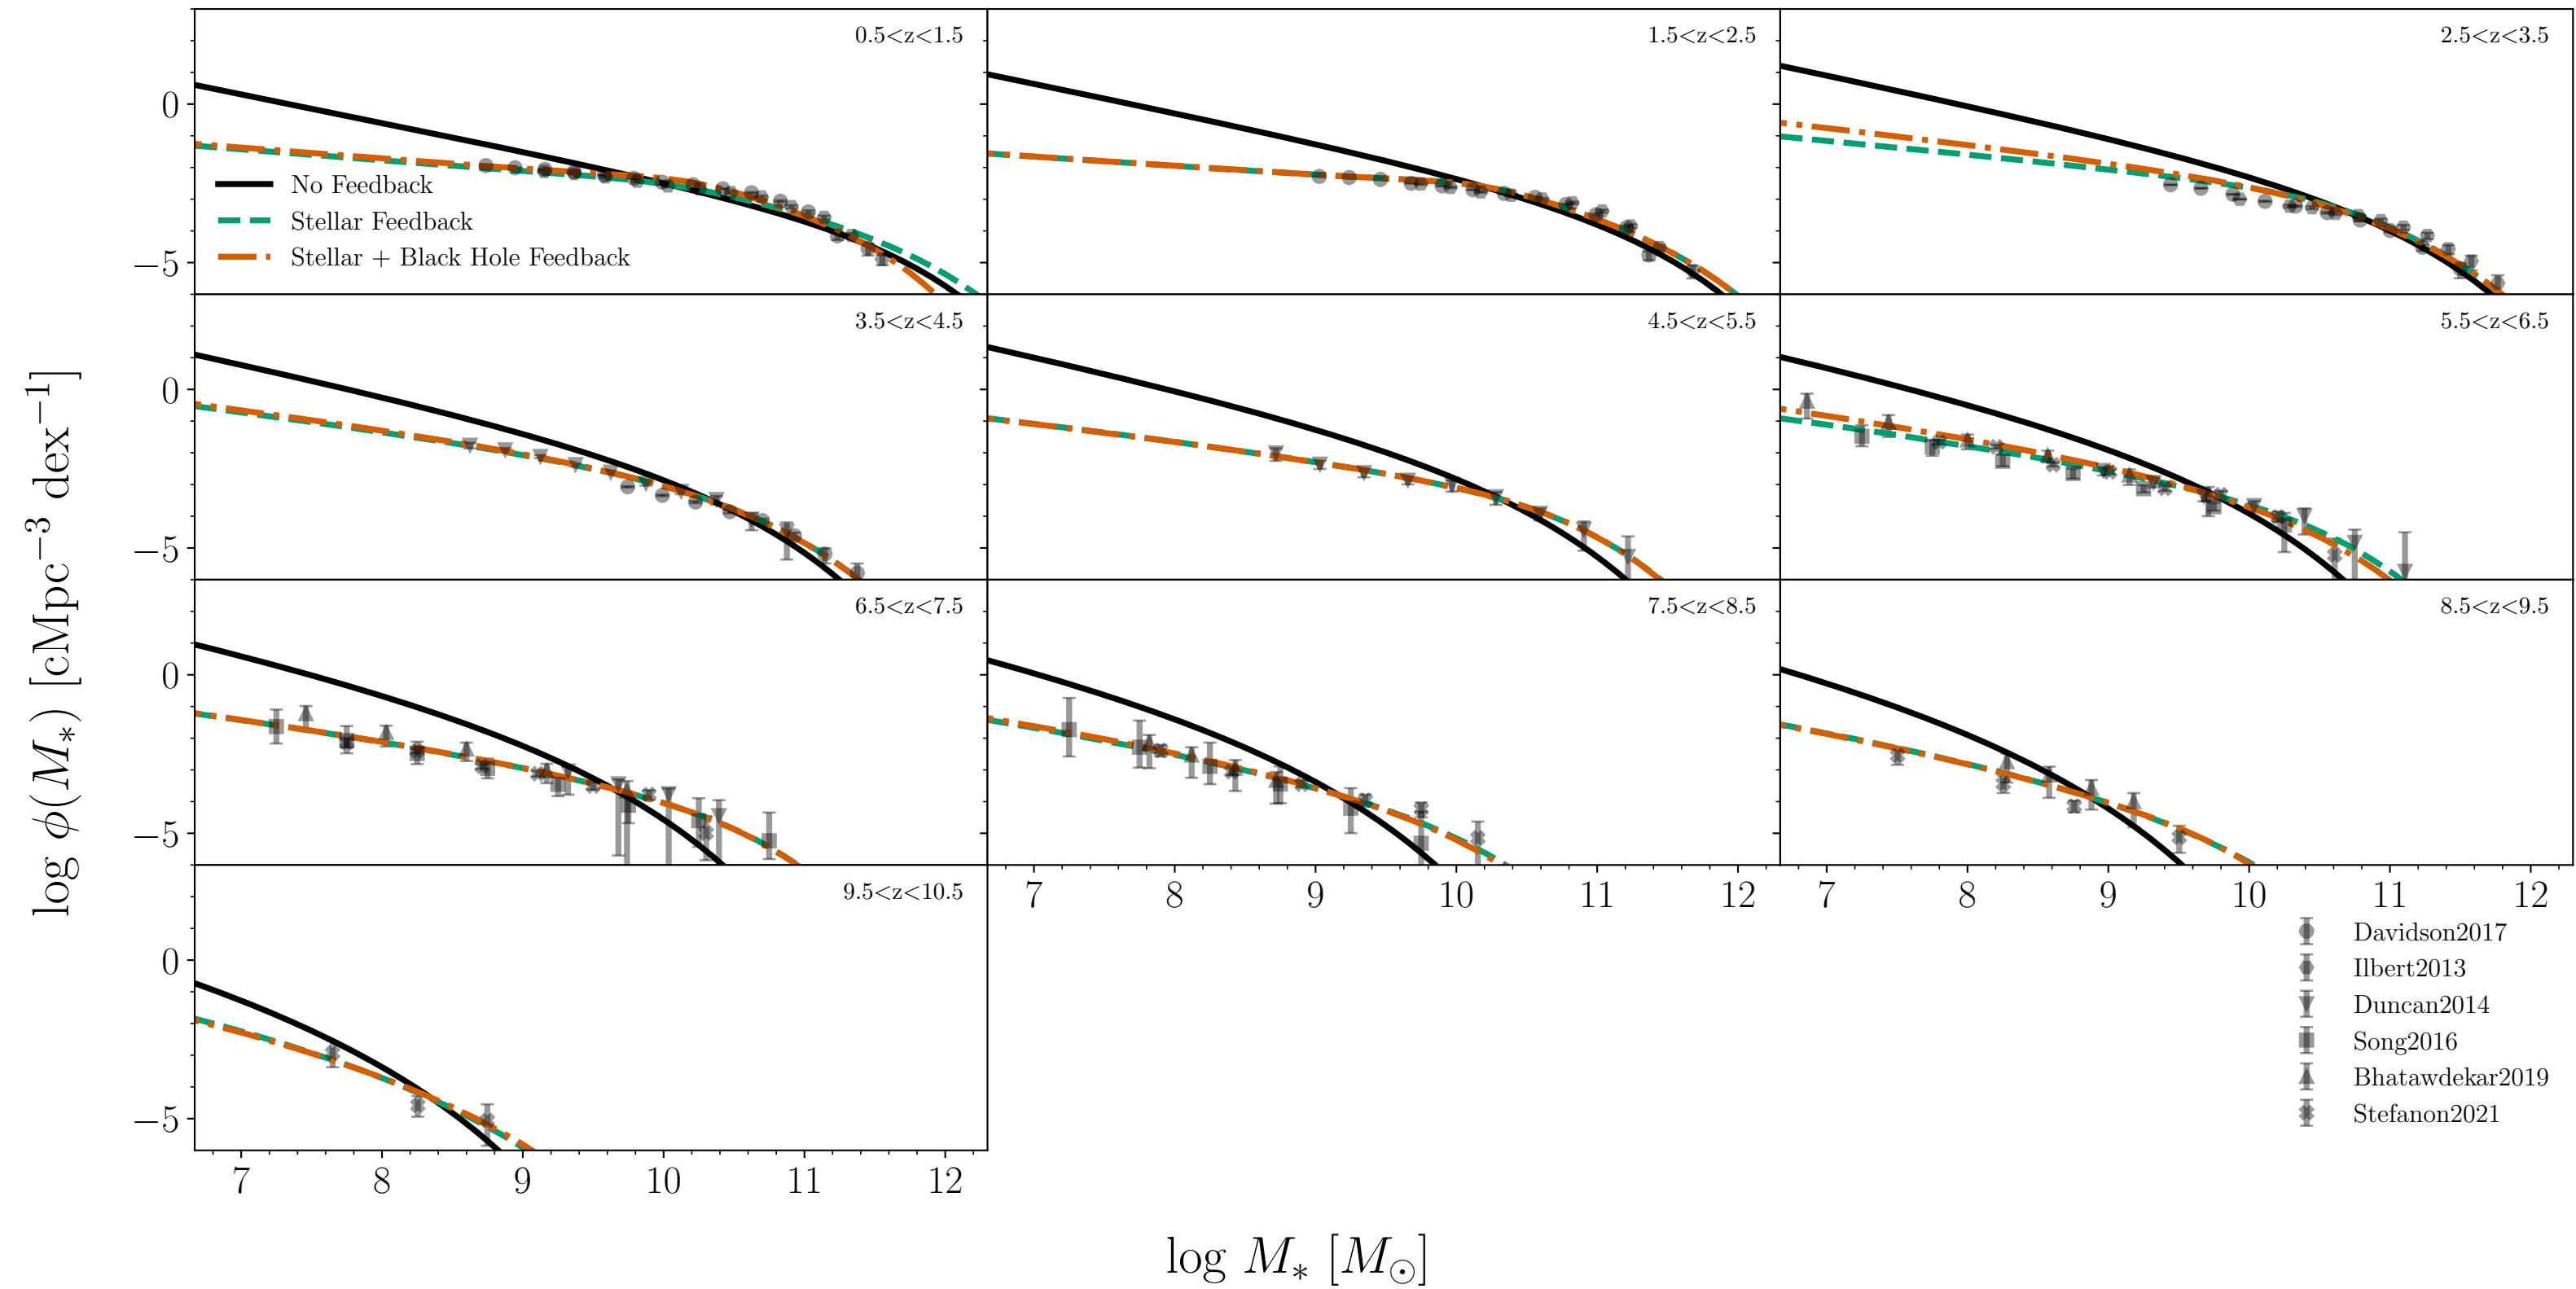 0.5<z<1.5
1.5<z<2.5
2.5<z<3.5
0
−5
No Feedback
Stellar Feedback
Stellar + Black Hole Feedback
3.5<z<4.5
4.5<z<5.5
5.5<z<6.5
0
−5
6.5<z<7.5
7.5<z<8.5
8.5<z<9.5
0
−5
7 8 9 10 11 12
7 8 9 10 11 12
9.5<z<10.5
0
−5
7 8 9 10 11 12
Davidson2017
Ilbert2013
Duncan2014
Song2016
Bhatawdekar2019
Stefanon2021
log ϕ(M∗) [cMpc⁻³ dex⁻¹]
log M∗ [M⊙]